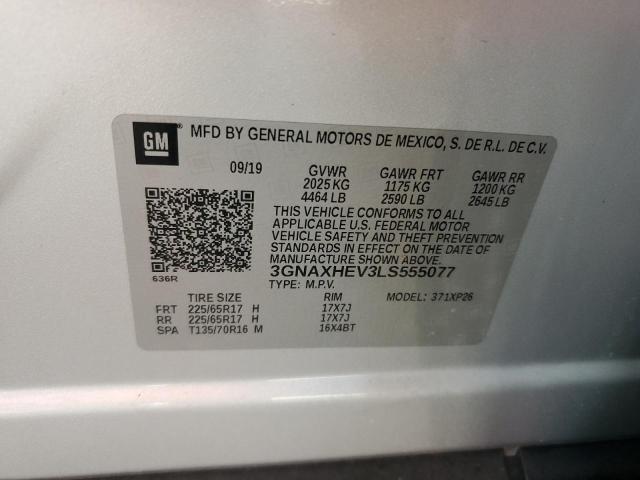 GM ® MFD BY GENERAL MOTORS DE MEXICO, S. DE R.L. DE C.V.
09/19 GVWR GAWR FRT GAWR RR
2025 KG 1175 KG 1200 KG
4464 LB 2590 LB 2645 LB
THIS VEHICLE CONFORMS TO ALL
APPLICABLE U.S. FEDERAL MOTOR
VEHICLE SAFETY AND THEFT PREVENTION
STANDARDS IN EFFECT ON THE DATE OF
MANUFACTURE SHOWN ABOVE.
636R 3GNAXHEV3LS555077
TYPE: M.P.V.
TIRE SIZE RIM MODEL: 371XP26
FRT 225/65R17 H 17X7J
RR 225/65R17 H 17X7J
SPA T135/70R16 M 16X4BT